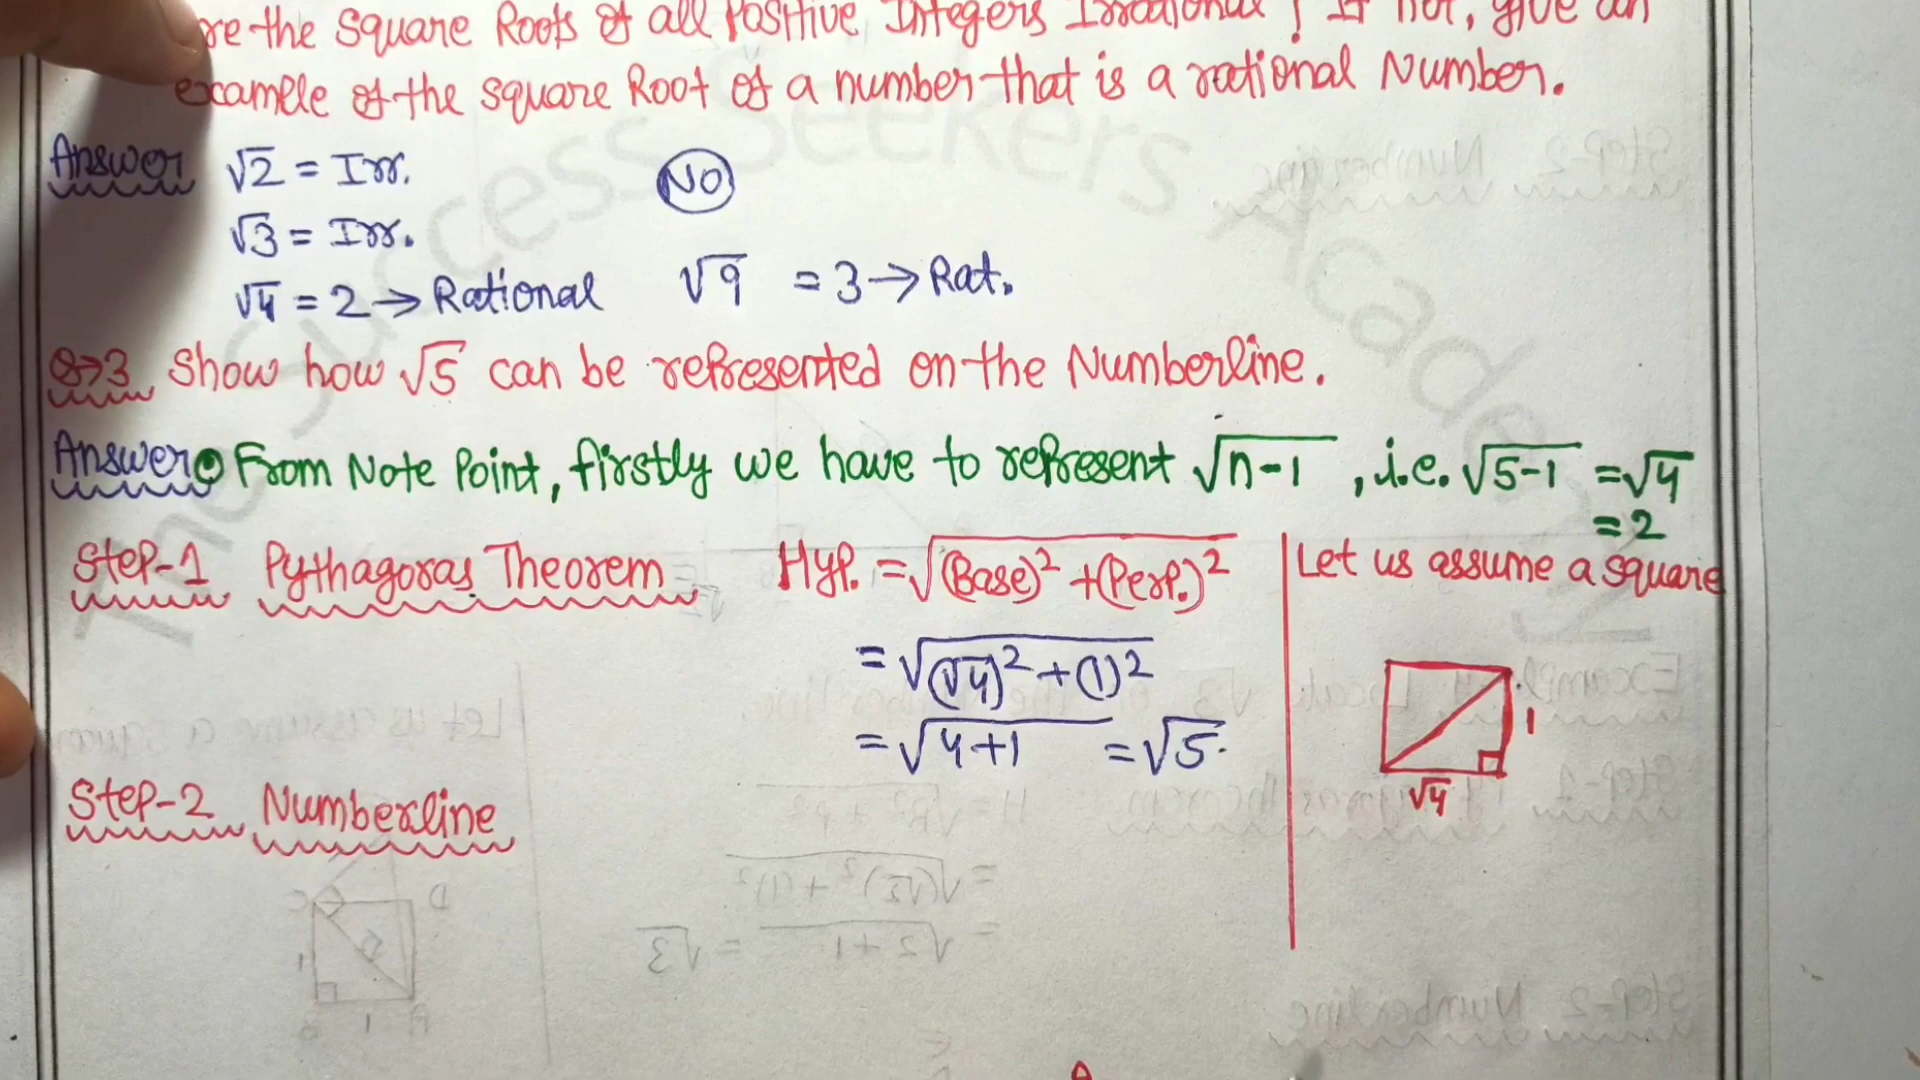 re the Square Roots of all Positive Integers Irrational? If not, give an
example of the square Root of a number that is a rational Number.
Answer √2 = Irr. NO
√3 = Irr.
√4 = 2 → Rational √9 = 3 → Rat.
Q→3 Show how √5 can be represented on the Numberline.
Answer From Note Point, firstly we have to represent √n-1 , i.e. √5-1 = √4
= 2
Step-1 Pythagoras Theorem Hyp. = √(Base)² + (Perp.)² Let us assume a square
= √(√4)² + (1)²
= √4+1 = √5.
1
√4
Step-2 Numberline
The Success Seekers Academy